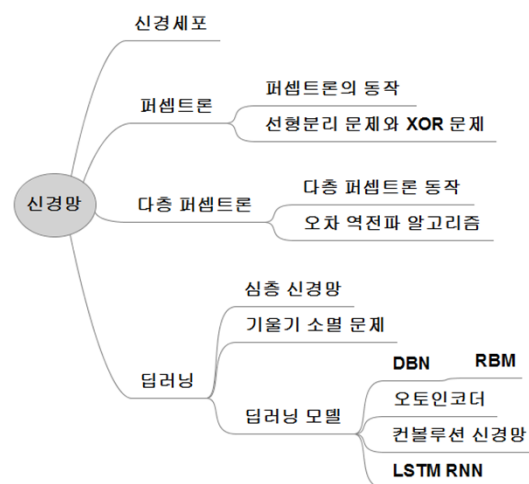 신경세포
퍼셉트론
퍼셉트론의 동작
선형분리 문제와 XOR 문제
신경망
다층 퍼셉트론
다층 퍼셉트론 동작
오차 역전파 알고리즘
심층 신경망
기울기 소멸 문제
딥러닝
딥러닝 모델
DBN
RBM
오토인코더
컨볼루션 신경망
LSTM RNN